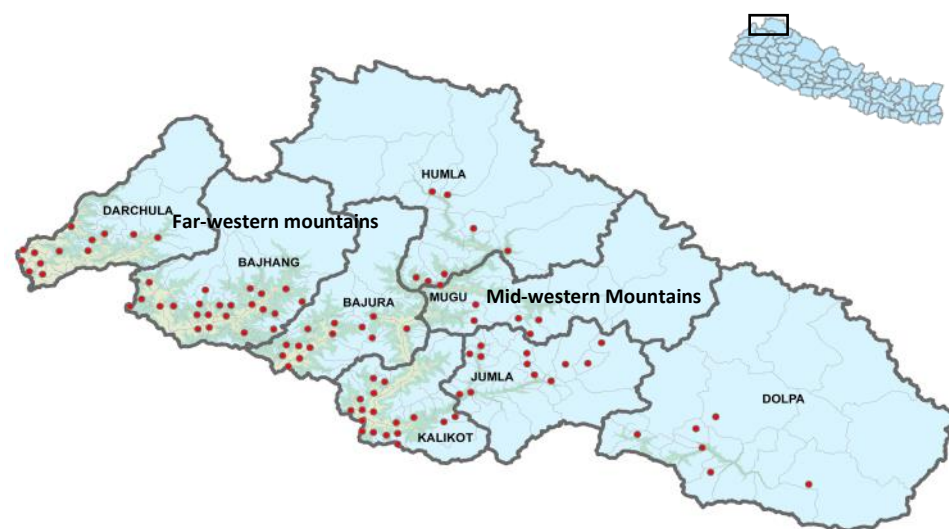 HUMLA
DARCHULA
Far-western mountains
BAJHANG
MUGU
Mid-western Mountains
BAJURA
JUMLA
DOLPA
KALIKOT